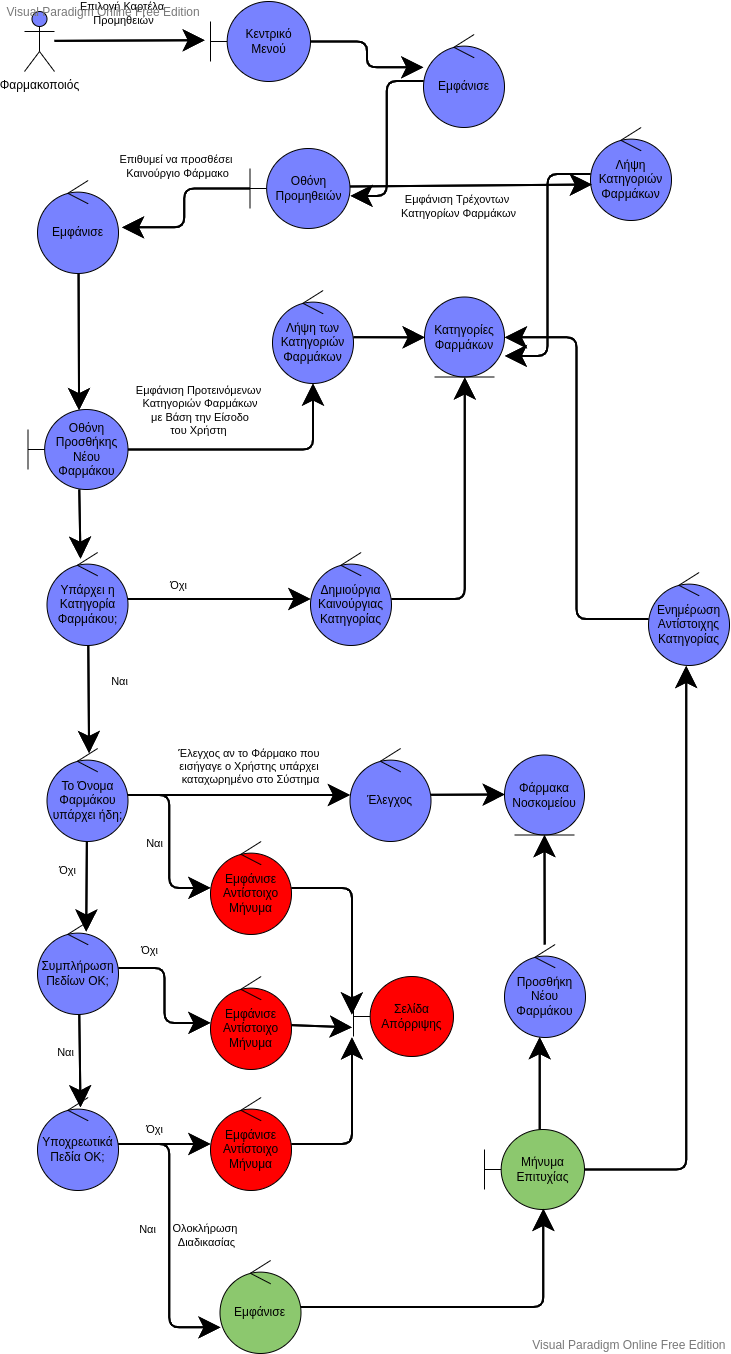 Visual Paradigm Online Free Edition
Επιλογή Καρτέλα
Προμηθειών
Φαρμακοποιός
Κεντρικό
Μενού
Εμφάνισε
Επιθυμεί να προσθέσει
Καινούργιο Φάρμακο
Οθόνη
Προμηθειών
Λήψη
Κατηγοριών
Φαρμάκων
Εμφάνιση Τρέχοντων
Κατηγορίων Φαρμάκων
Εμφάνισε
Λήψη των
Κατηγοριών
Φαρμάκων
Κατηγορίες
Φαρμάκων
Εμφάνιση Προτεινόμενων
Κατηγοριών Φαρμάκων
με Βάση την Είσοδο
του Χρήστη
Οθόνη
Προσθήκης
Νέου
Φαρμάκου
Υπάρχει η
Κατηγορία
Φαρμάκου;
Όχι
Δημιούργια
Καινούργιας
Κατηγορίας
Ενημέρωση
Αντίστοιχης
Κατηγορίας
Ναι
Το Όνομα
Φαρμάκου
υπάρχει ήδη;
Έλεγχος αν το Φάρμακο που
εισήγαγε ο Χρήστης υπάρχει
καταχωρημένο στο Σύστημα
Έλεγχος
Φάρμακα
Νοσκομείου
Ναι
Όχι
Εμφάνισε
Αντίστοιχο
Μήνυμα
Συμπλήρωση
Πεδίων ΟΚ;
Όχι
Εμφάνισε
Αντίστοιχο
Μήνυμα
Σελίδα
Απόρριψης
Προσθήκη
Νέου
Φαρμάκου
Ναι
Υποχρεωτικά
Πεδία ΟΚ;
Όχι
Εμφάνισε
Αντίστοιχο
Μήνυμα
Μήνυμα
Επιτυχίας
Ναι
Ολοκλήρωση
Διαδικασίας
Εμφάνισε
Visual Paradigm Online Free Edition